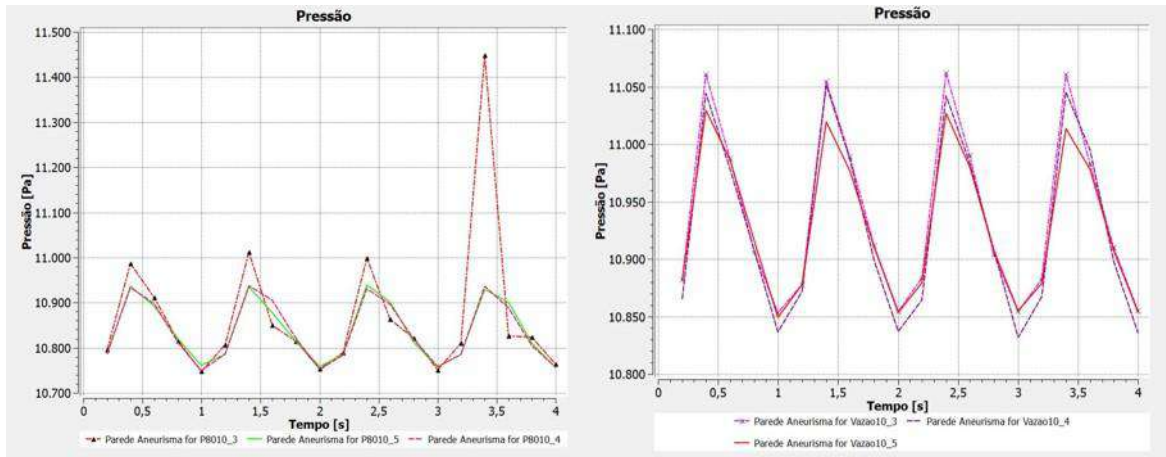 Pressão
11.500
11.400
11.300
11.200
11.100
11.000
10.900
10.800
10.700
Pressão [Pa]
0 0,5 1 1,5 2 2,5 3 3,5 4
Tempo [s]
Parede Aneurisma for P8010_3 Parede Aneurisma for P8010_5 Parede Aneurisma for P8010_4
Pressão
11.100
11.050
11.000
10.950
10.900
10.850
10.800
Pressão [Pa]
0 0,5 1 1,5 2 2,5 3 3,5 4
Tempo [s]
Parede Aneurisma for Vazao10_3 Parede Aneurisma for Vazao10_4
Parede Aneurisma for Vazao10_5